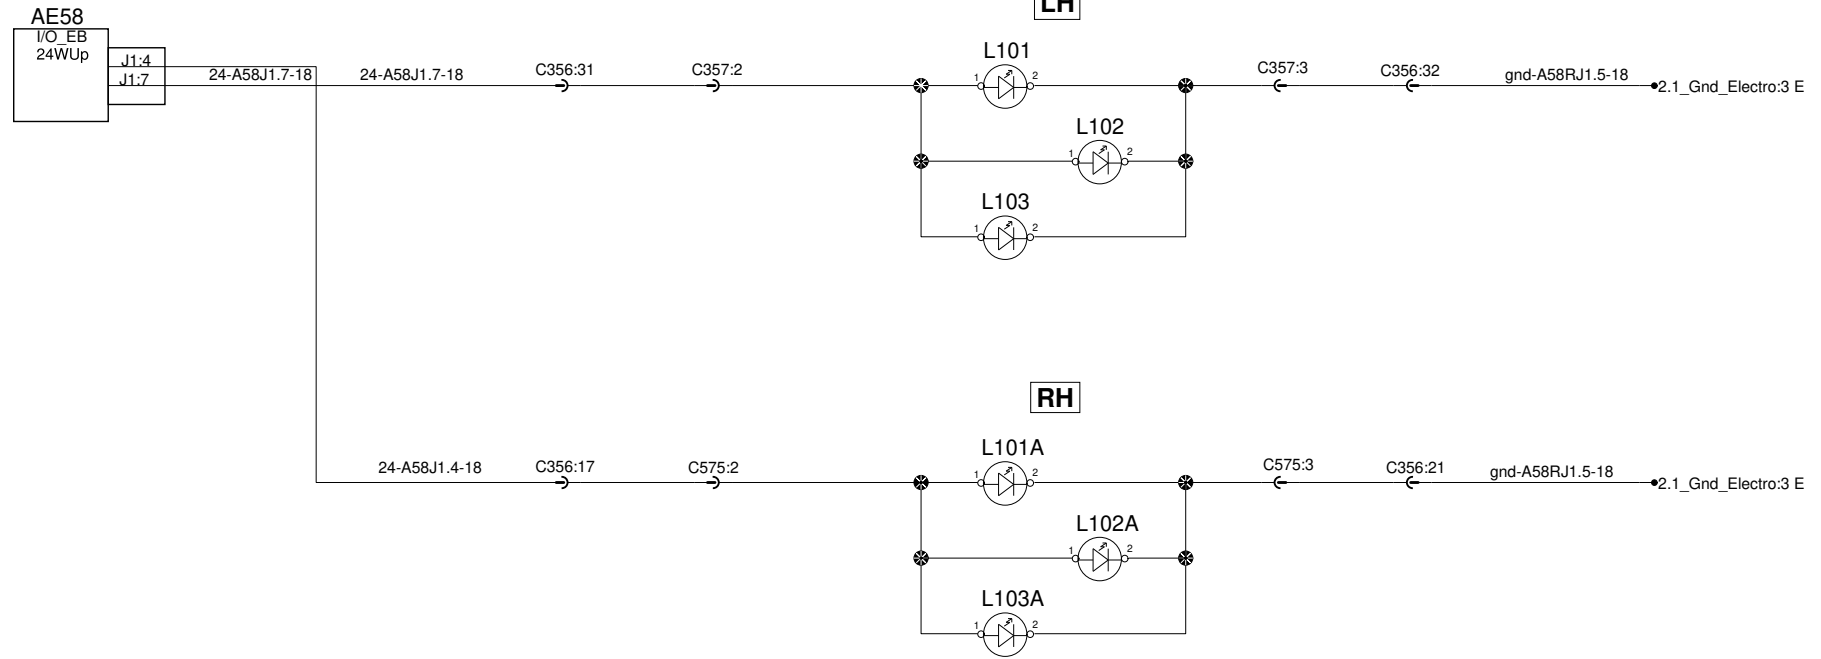 LH
AE58
I/O_EB
24WUp
J1:4
J1:7
24-A58J1.7-18
24-A58J1.7-18
C356:31
C357:2
L101
1
2
C357:3
C356:32
gnd-A58RJ1.5-18
2.1_Gnd_Electro:3 E
L102
1
2
L103
1
2
RH
24-A58J1.4-18
C356:17
C575:2
L101A
1
2
C575:3
C356:21
gnd-A58RJ1.5-18
2.1_Gnd_Electro:3 E
L102A
1
2
L103A
1
2